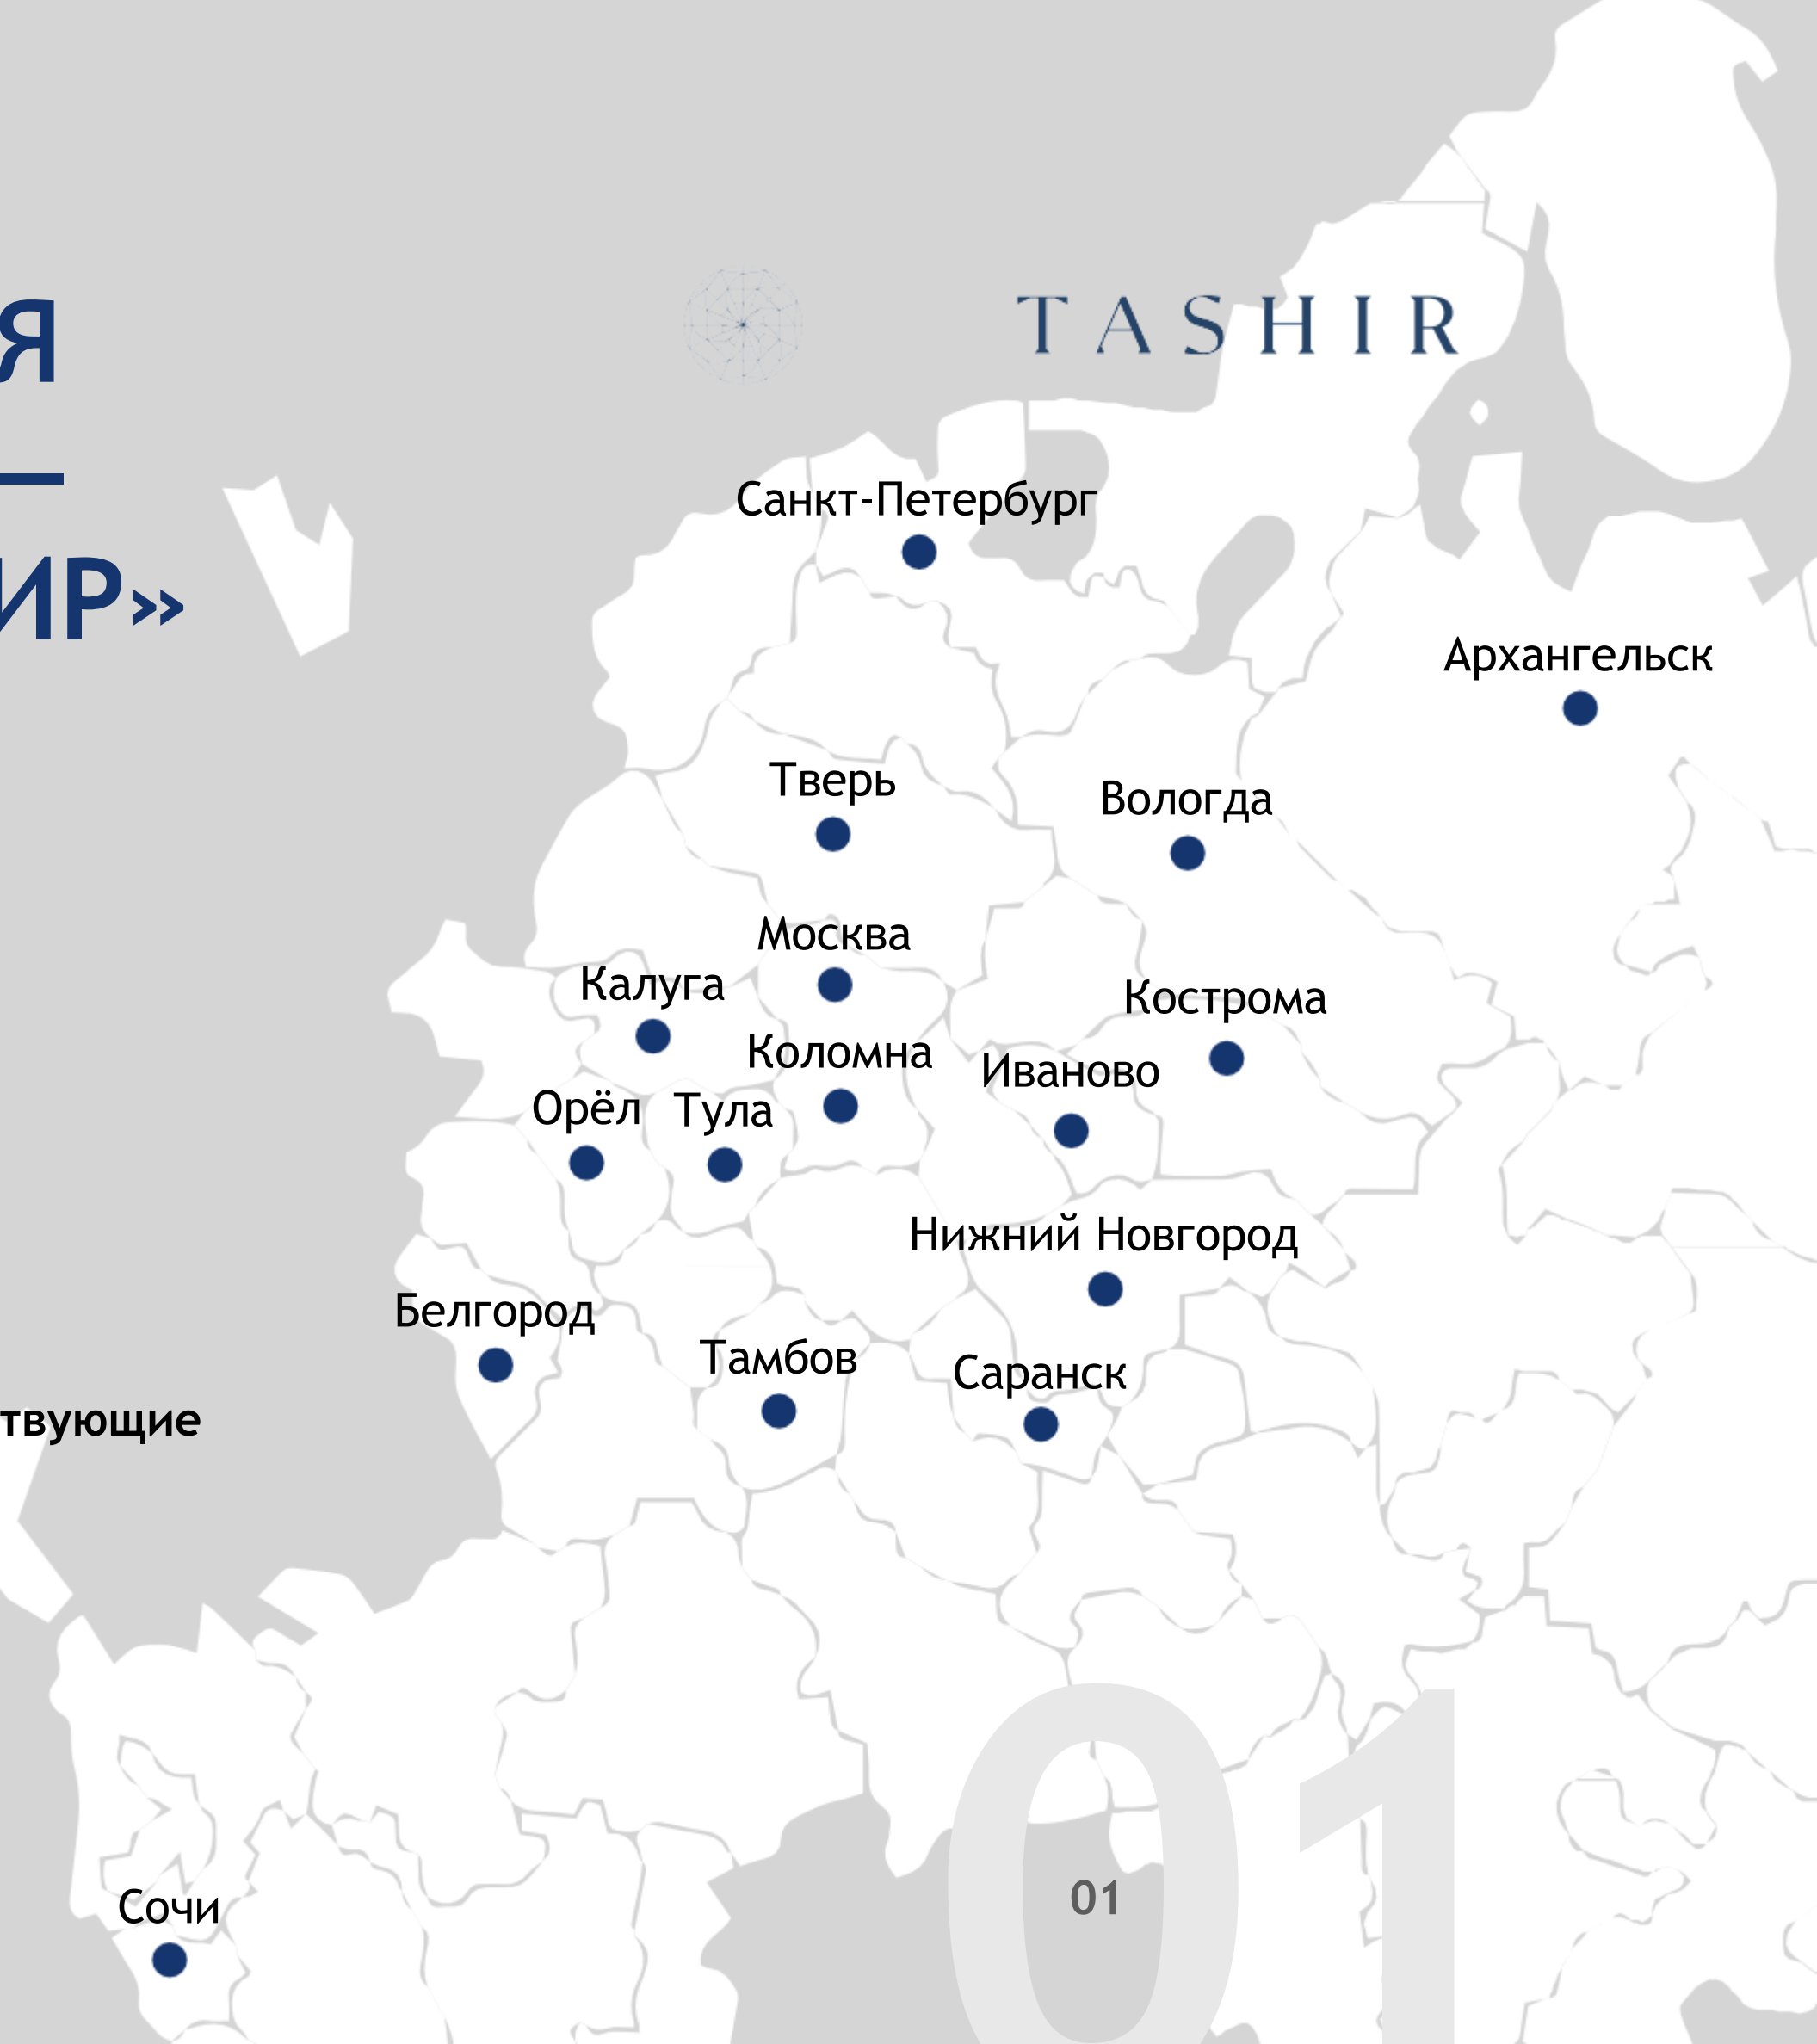 Я
TASHIR
—
ИР»
Санкт-Петербург
Архангельск
Тверь
Вологда
Москва
Калуга
Кострома
Коломна
Иваново
Орёл
Тула
Нижний Новгород
Белгород
Тамбов
Саранск
твующие
01
01
Сочи